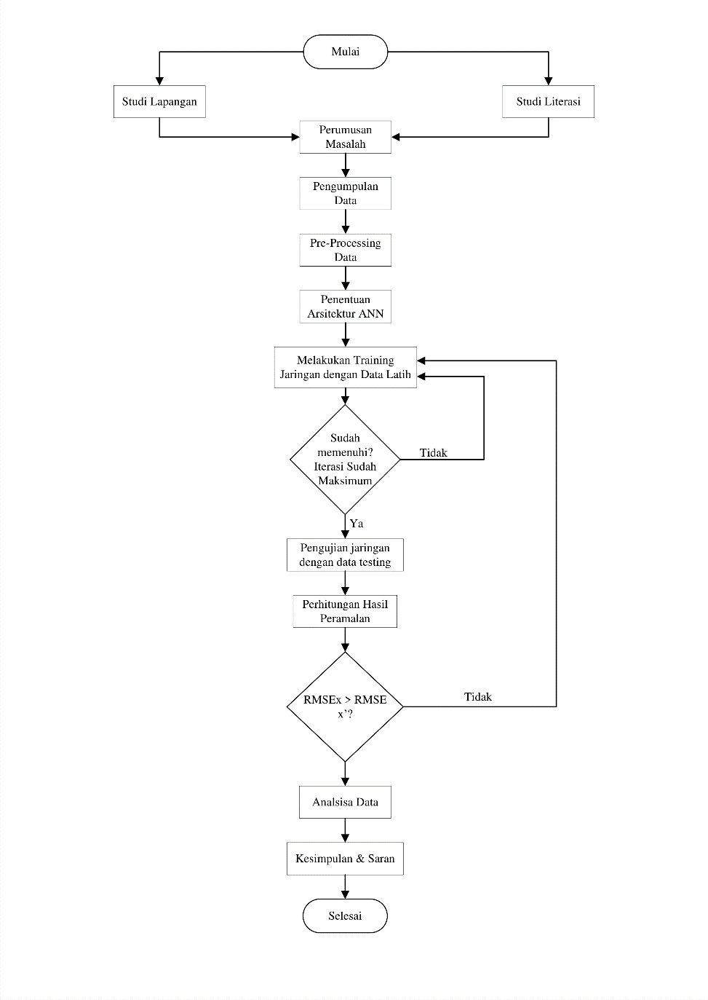 Mulai
Studi Lapangan
Studi Literasi
Perumusan
Masalah
Pengumpulan
Data
Pre-Processing
Data
Penentuan
Arsitektur ANN
Melakukan Training
Jaringan dengan Data Latih
Sudah
memenuhi?
Iterasi Sudah
Maksimum
Tidak
Ya
Pengujian jaringan
dengan data testing
Perhitungan Hasil
Peramalan
RMSEx > RMSE
x’?
Tidak
Analsisa Data
Kesimpulan & Saran
Selesai